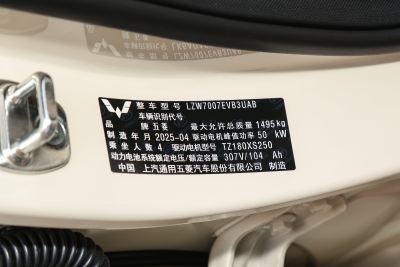 整车型号 LZW7007EVB3UAB
车辆识别代号
品 牌 五菱 最大允许总质量 1495 kg
制造年月 2025-04 驱动电机峰值功率 50 kW
乘坐人数 4 驱动电机型号 TZ180XS250
动力电池系统额定电压/额定容量 307V/104 Ah
中国 上汽通用五菱汽车股份有限公司 制造